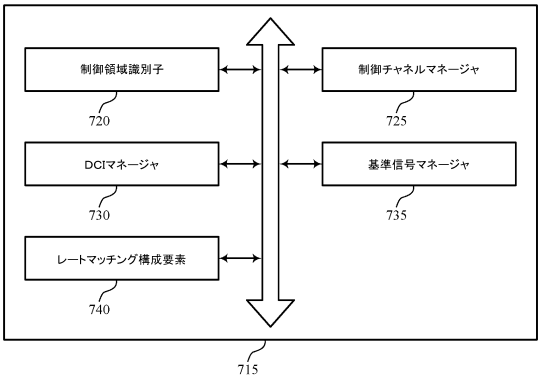 制御領域識別子
720
制御チャネルマネージャ
725
DCIマネージャ
730
基準信号マネージャ
735
レートマッチング構成要素
740
715